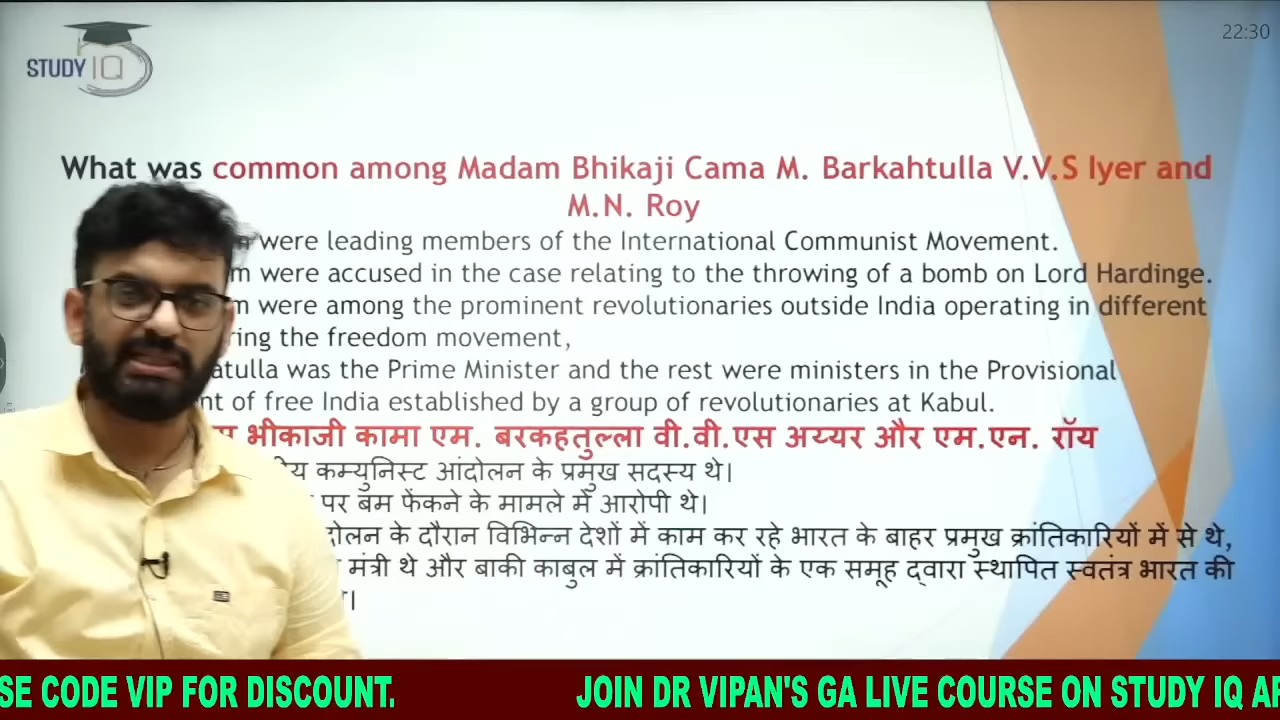 22:30
STUDY IQ
What was common among Madam Bhikaji Cama M. Barkahtulla V.V.S Iyer and
M.N. Roy
were leading members of the International Communist Movement.
were accused in the case relating to the throwing of a bomb on Lord Hardinge.
were among the prominent revolutionaries outside India operating in different
the freedom movement,
was the Prime Minister and the rest were ministers in the Provisional
of free India established by a group of revolutionaries at Kabul.
भीकाजी कामा एम. बरकहतुल्ला वी.वी.एस अय्यर और एम.एन. रॉय
कम्युनिस्ट आंदोलन के प्रमुख सदस्य थे।
पर बम फेंकने के मामले में आरोपी थे।
के दौरान विभिन्न देशों में काम कर रहे भारत के बाहर प्रमुख क्रांतिकारियों में से थे,
मंत्री थे और बाकी काबुल में क्रांतिकारियों के एक समूह द्वारा स्थापित स्वतंत्र भारत की
SE CODE VIP FOR DISCOUNT. JOIN DR VIPAN'S GA LIVE COURSE ON STUDY IQ